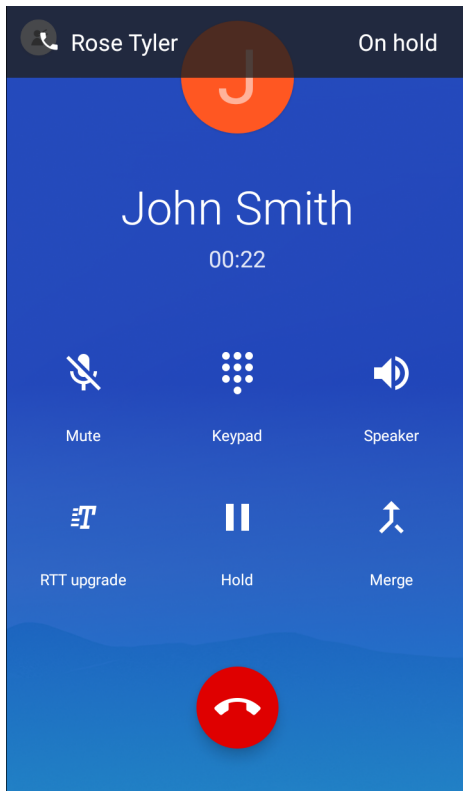 Rose Tyler On hold
J
John Smith
00:22
Mute Keypad Speaker
RTT upgrade Hold Merge